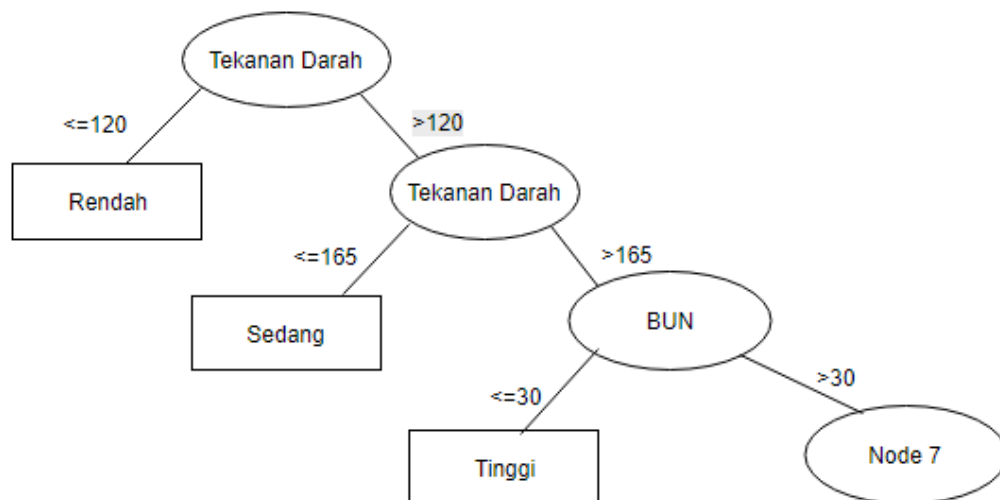 Tekanan Darah
<=120
>120
Rendah
Tekanan Darah
<=165
>165
Sedang
BUN
<=30
>30
Tinggi
Node 7